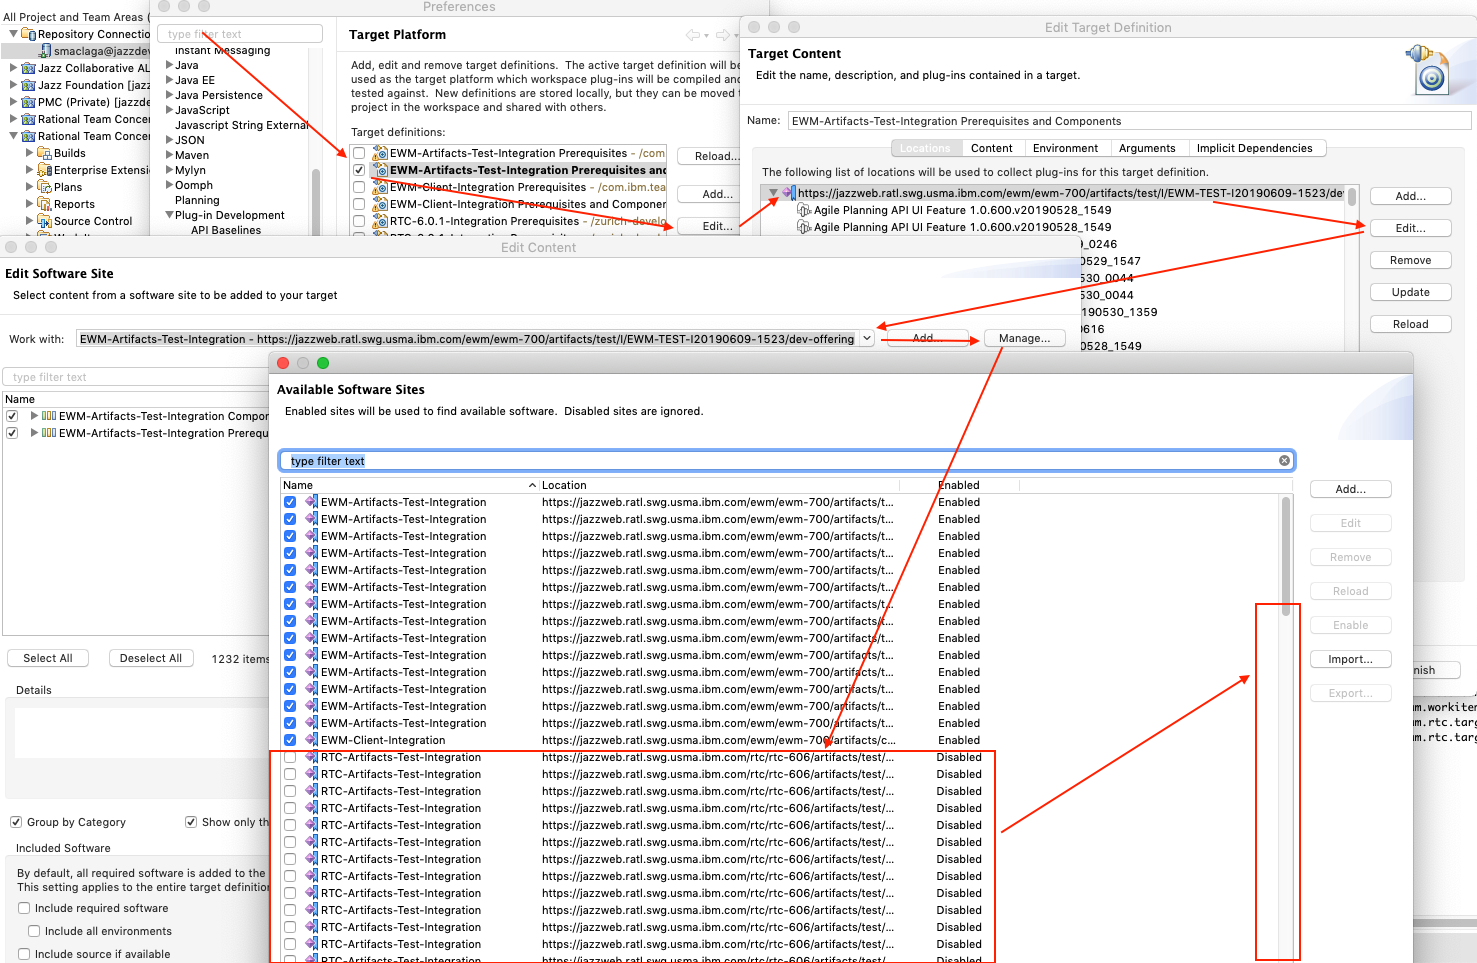 All Project and Team Areas (
Repository Connectio
smaclaga@jazzdev
Jazz Collaborative AL
Jazz Foundation [jazz
PMC (Private) [jazzde
Rational Team Concer
Rational Team Concer
Builds
Enterprise Extensi
Plans
Reports
Source Control
Preferences
type filter text
Instant Messaging
Java
Java EE
Java Persistence
JavaScript
Javascript String External
JSON
Maven
Mylyn
Oomph
Planning
Plug-in Development
API Baselines
Target Platform
Add, edit and remove target definitions.  The active target definition will be
used as the target platform which workspace plug-ins will be compiled and
tested against.  New definitions are stored locally, but they can be moved t
project in the workspace and shared with others.
Target definitions:
EWM-Artifacts-Test-Integration Prerequisites - /com
EWM-Artifacts-Test-Integration Prerequisites and
EWM-Client-Integration Prerequisites - /com.ibm.tea
EWM-Client-Integration Prerequisites and Componen
RTC-6.0.1-Integration Prerequisites - /zurich-develo
Reload...
Add...
Edit...
Edit Target Definition
Target Content
Edit the name, description, and plug-ins contained in a target.
Name: EWM-Artifacts-Test-Integration Prerequisites and Components
Locations Content Environment Arguments Implicit Dependencies
The following list of locations will be used to collect plug-ins for this target definition.
https://jazzweb.ratl.swg.usma.ibm.com/ewm/ewm-700/artifacts/test/I/EWM-TEST-I20190609-1523/dev
Agile Planning API UI Feature 1.0.600.v20190528_1549
Agile Planning API UI Feature 1.0.600.v20190528_1549
9_0246
0529_1547
530_0044
530_0044
20190530_1359
0616
0528_1549
Add...
Edit...
Remove
Update
Reload
Edit Content
Edit Software Site
Select content from a software site to be added to your target
Work with: EWM-Artifacts-Test-Integration - https://jazzweb.ratl.swg.usma.ibm.com/ewm/ewm-700/artifacts/test/I/EWM-TEST-I20190609-1523/dev-offering Add... Manage...
type filter text
Name
EWM-Artifacts-Test-Integration Compor
EWM-Artifacts-Test-Integration Prerequ
Select All Deselect All 1232 items
Details
Group by Category Show only th
Included Software
By default, all required software is added to the
This setting applies to the entire target definition
Include required software
Include all environments
Include source if available
Available Software Sites
Enabled sites will be used to find available software.  Disabled sites are ignored.
type filter text
Name Location Enabled
EWM-Artifacts-Test-Integration https://jazzweb.ratl.swg.usma.ibm.com/ewm/ewm-700/artifacts/t... Enabled
EWM-Artifacts-Test-Integration https://jazzweb.ratl.swg.usma.ibm.com/ewm/ewm-700/artifacts/t... Enabled
EWM-Artifacts-Test-Integration https://jazzweb.ratl.swg.usma.ibm.com/ewm/ewm-700/artifacts/t... Enabled
EWM-Artifacts-Test-Integration https://jazzweb.ratl.swg.usma.ibm.com/ewm/ewm-700/artifacts/t... Enabled
EWM-Artifacts-Test-Integration https://jazzweb.ratl.swg.usma.ibm.com/ewm/ewm-700/artifacts/t... Enabled
EWM-Artifacts-Test-Integration https://jazzweb.ratl.swg.usma.ibm.com/ewm/ewm-700/artifacts/t... Enabled
EWM-Artifacts-Test-Integration https://jazzweb.ratl.swg.usma.ibm.com/ewm/ewm-700/artifacts/t... Enabled
EWM-Artifacts-Test-Integration https://jazzweb.ratl.swg.usma.ibm.com/ewm/ewm-700/artifacts/t... Enabled
EWM-Artifacts-Test-Integration https://jazzweb.ratl.swg.usma.ibm.com/ewm/ewm-700/artifacts/t... Enabled
EWM-Artifacts-Test-Integration https://jazzweb.ratl.swg.usma.ibm.com/ewm/ewm-700/artifacts/t... Enabled
EWM-Artifacts-Test-Integration https://jazzweb.ratl.swg.usma.ibm.com/ewm/ewm-700/artifacts/t... Enabled
EWM-Artifacts-Test-Integration https://jazzweb.ratl.swg.usma.ibm.com/ewm/ewm-700/artifacts/t... Enabled
EWM-Artifacts-Test-Integration https://jazzweb.ratl.swg.usma.ibm.com/ewm/ewm-700/artifacts/t... Enabled
EWM-Artifacts-Test-Integration https://jazzweb.ratl.swg.usma.ibm.com/ewm/ewm-700/artifacts/t... Enabled
EWM-Client-Integration https://jazzweb.ratl.swg.usma.ibm.com/ewm/ewm-700/artifacts/c... Enabled
RTC-Artifacts-Test-Integration https://jazzweb.ratl.swg.usma.ibm.com/rtc/rtc-606/artifacts/test/... Disabled
RTC-Artifacts-Test-Integration https://jazzweb.ratl.swg.usma.ibm.com/rtc/rtc-606/artifacts/test/... Disabled
RTC-Artifacts-Test-Integration https://jazzweb.ratl.swg.usma.ibm.com/rtc/rtc-606/artifacts/test/... Disabled
RTC-Artifacts-Test-Integration https://jazzweb.ratl.swg.usma.ibm.com/rtc/rtc-606/artifacts/test/... Disabled
RTC-Artifacts-Test-Integration https://jazzweb.ratl.swg.usma.ibm.com/rtc/rtc-606/artifacts/test/... Disabled
RTC-Artifacts-Test-Integration https://jazzweb.ratl.swg.usma.ibm.com/rtc/rtc-606/artifacts/test/... Disabled
RTC-Artifacts-Test-Integration https://jazzweb.ratl.swg.usma.ibm.com/rtc/rtc-606/artifacts/test/... Disabled
RTC-Artifacts-Test-Integration https://jazzweb.ratl.swg.usma.ibm.com/rtc/rtc-606/artifacts/test/... Disabled
RTC-Artifacts-Test-Integration https://jazzweb.ratl.swg.usma.ibm.com/rtc/rtc-606/artifacts/test/... Disabled
RTC-Artifacts-Test-Integration https://jazzweb.ratl.swg.usma.ibm.com/rtc/rtc-606/artifacts/test/... Disabled
RTC-Artifacts-Test-Integration https://jazzweb.ratl.swg.usma.ibm.com/rtc/rtc-606/artifacts/test/... Disabled
RTC-Artifacts-Test-Integration https://jazzweb.ratl.swg.usma.ibm.com/rtc/rtc-606/artifacts/test/... Disabled
Add...
Edit
Remove
Reload
Enable
Import...
Export...
nish
m.workitem
m.rtc.targ
m.rtc.targ